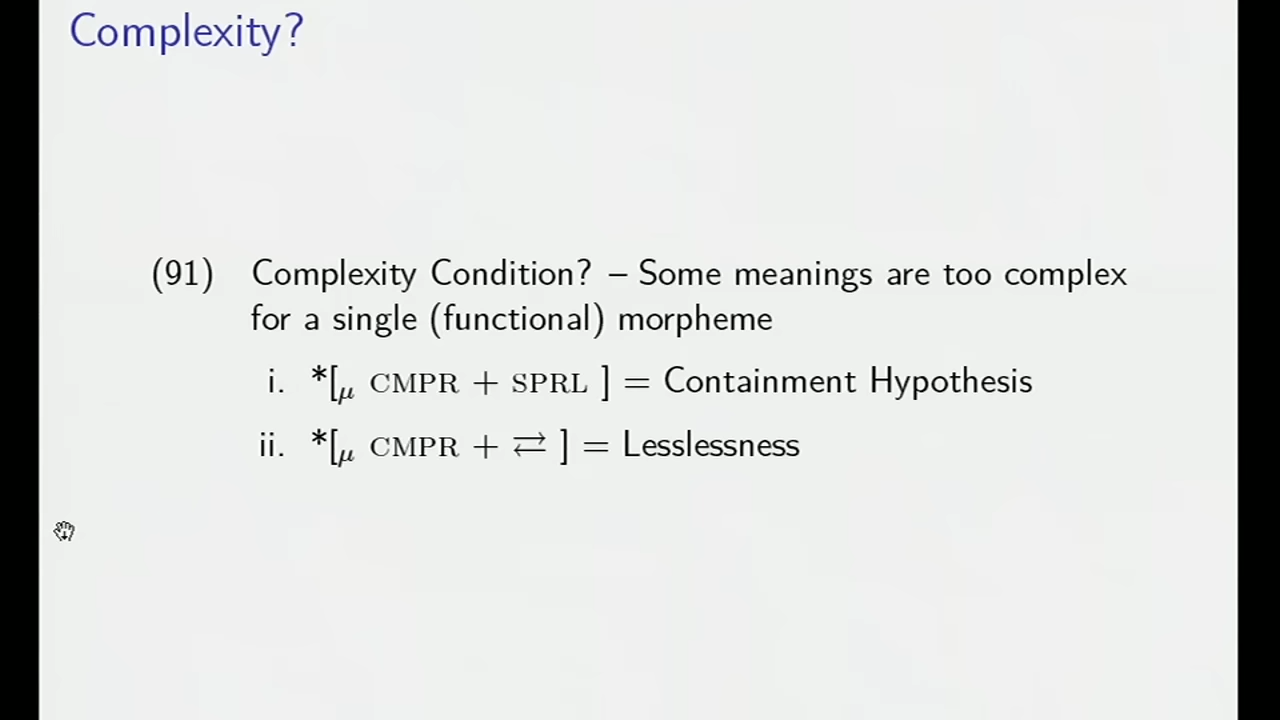 Complexity?
(91) Complexity Condition? – Some meanings are too complex
for a single (functional) morpheme
i. *[μ CMPR + SPRL ] = Containment Hypothesis
ii. *[μ CMPR + ⇄ ] = Lesslessness